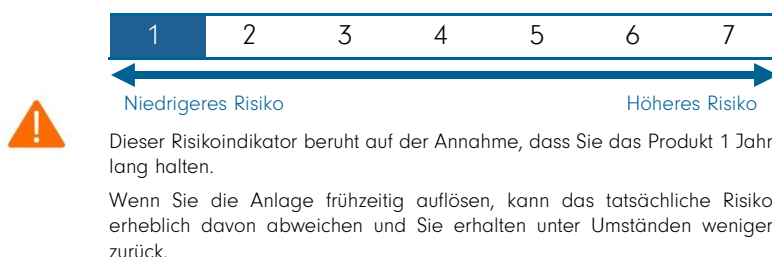 1 2 3 4 5 6 7
Niedrigeres Risiko Höheres Risiko
Dieser Risikoindikator beruht auf der Annahme, dass Sie das Produkt 1 Jahr
lang halten.
Wenn Sie die Anlage frühzeitig auflösen, kann das tatsächliche Risiko
erheblich davon abweichen und Sie erhalten unter Umständen weniger
zurück.